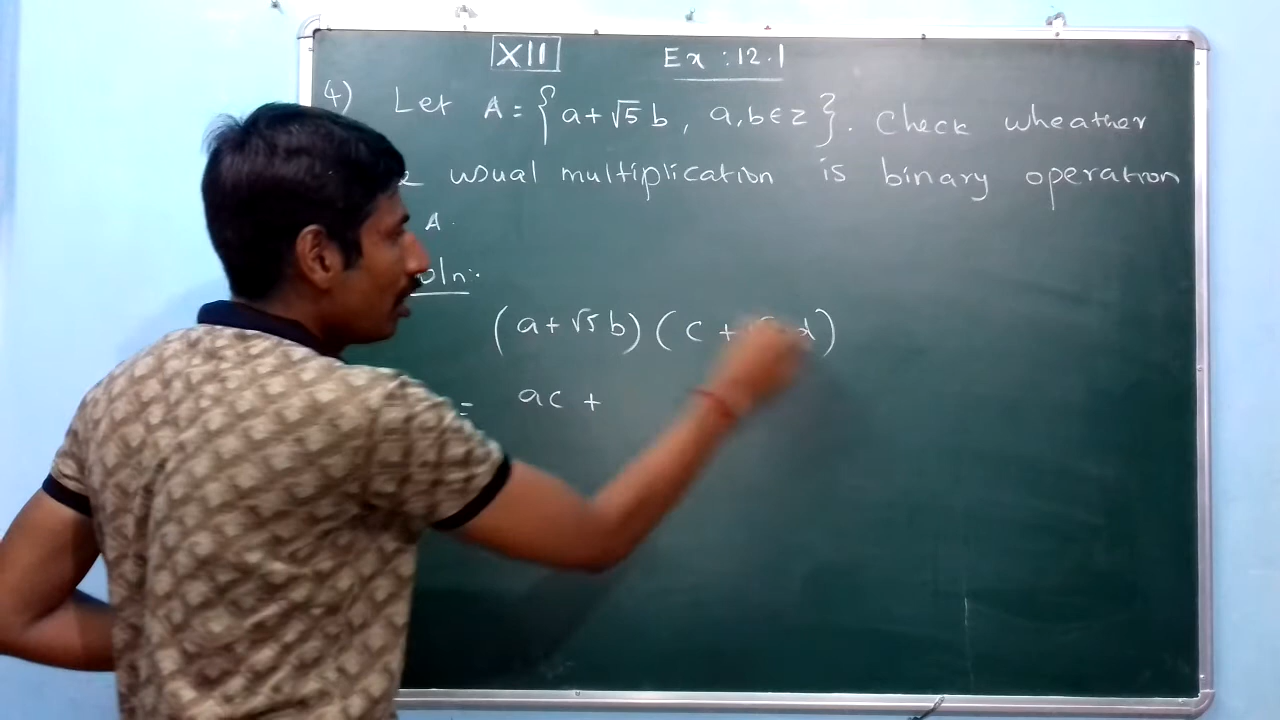 XII Ex : 12.1
4) Let A = { a + √5 b , a, b ∈ z }. Check wheather
usual multiplication is binary operation
A.
oln:-
(a + √5 b) (c + d)
= ac +